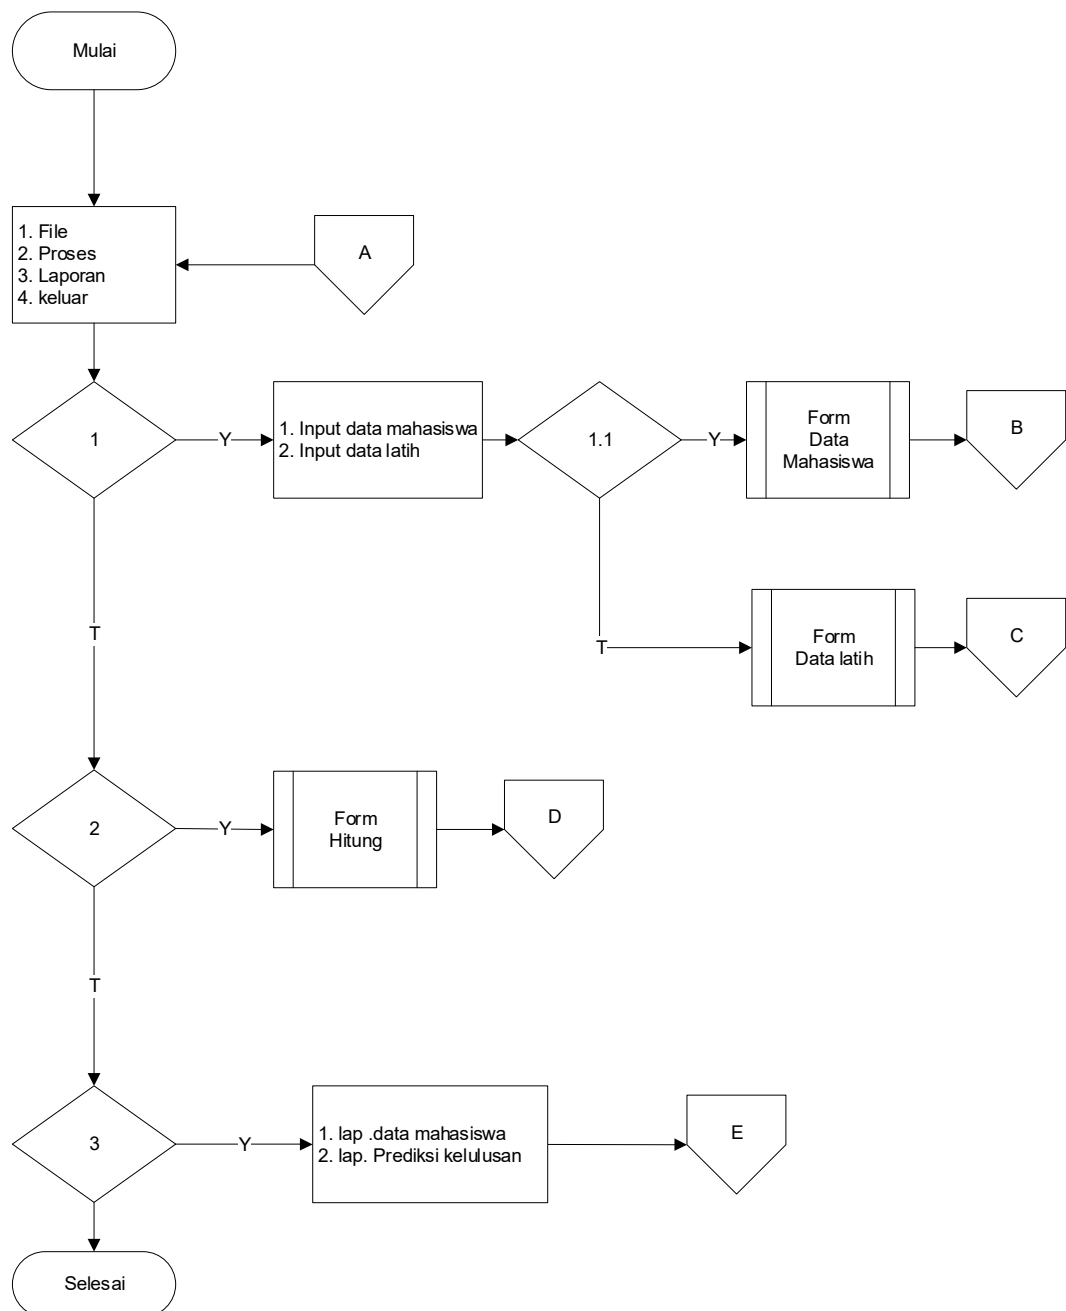 Mulai
1. File
2. Proses
3. Laporan
4. keluar
A
1
Y
1. Input data mahasiswa
2. Input data latih
1.1
Y
Form
Data
Mahasiswa
B
T
T
Form
Data latih
C
2
Y
Form
Hitung
D
T
3
Y
1. lap .data mahasiswa
2. lap. Prediksi kelulusan
E
Selesai